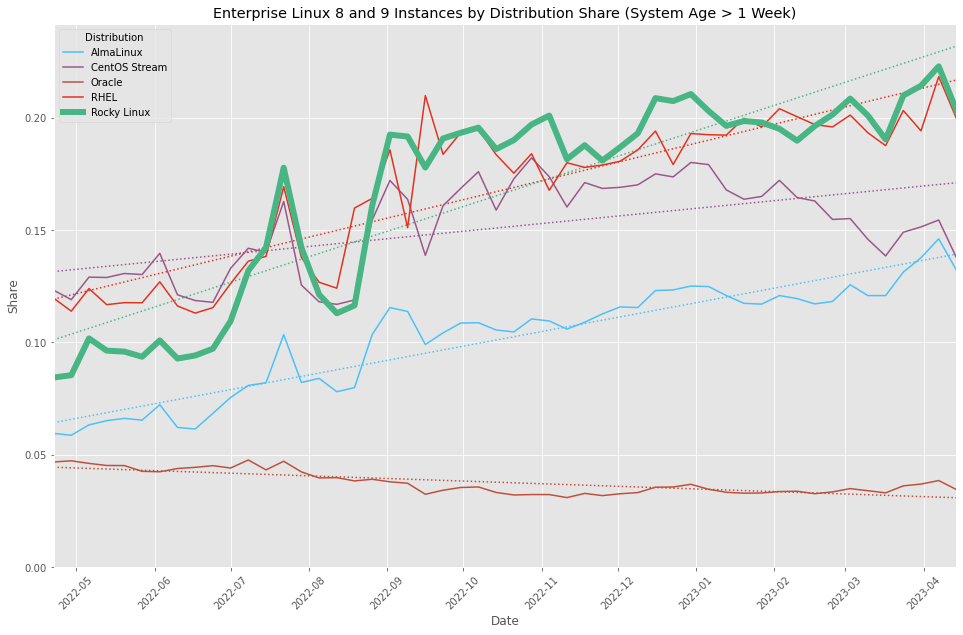 Enterprise Linux 8 and 9 Instances by Distribution Share (System Age > 1 Week)
Distribution
AlmaLinux
CentOS Stream
Oracle
RHEL
Rocky Linux
Share
0.20
0.15
0.10
0.05
0.00
2022-05
2022-06
2022-07
2022-08
2022-09
2022-10
2022-11
2022-12
2023-01
2023-02
2023-03
2023-04
Date